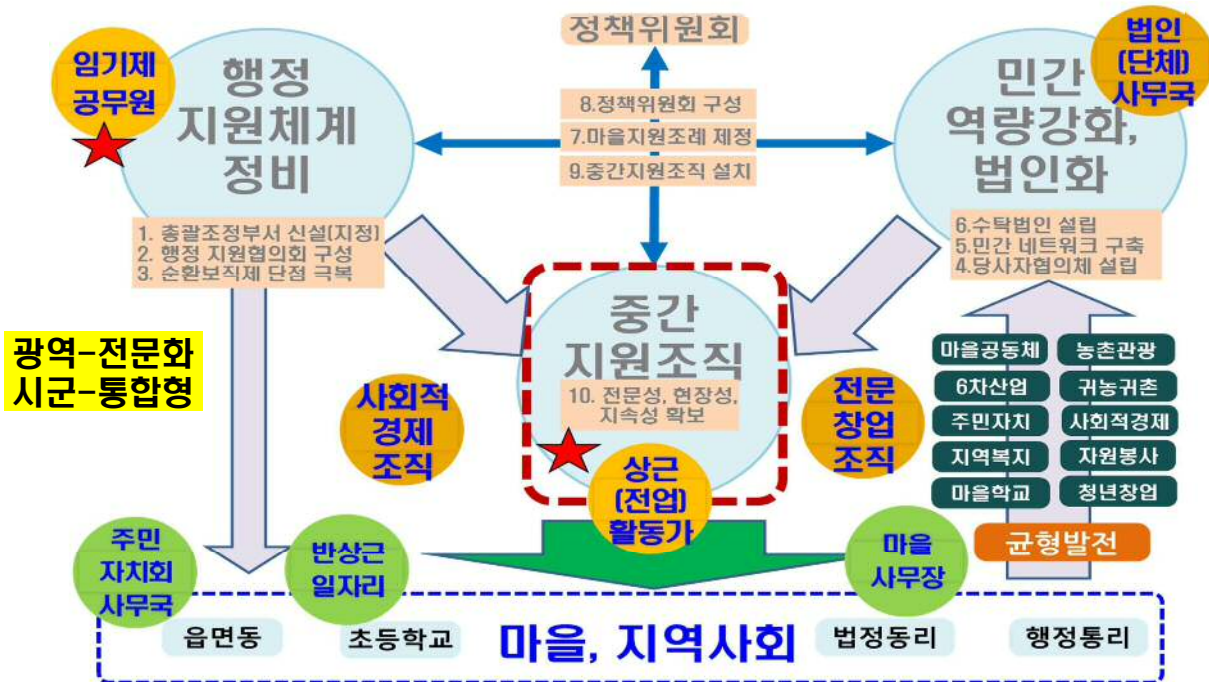 정책위원회
임기제
공무원
행정
지원체계
정비
8.정책위원회 구성
7.마을지원조례 제정
9.중간지원조직 설치
민간
역량강화,
법인화
법인
(단체)
사무국
1. 총괄조정부서 신설(지정)
2. 행정 지원협의회 구성
3. 순환보직제 단점 극복
6.수탁법인 설립
5.민간 네트워크 구축
4.당사자협의체 설립
광역-전문화
시군-통합형
중간
지원조직
10. 전문성, 현장성,
지속성 확보
사회적
경제
조직
전문
창업
조직
상근
(전업)
활동가
마을공동체
농촌관광
6차산업
귀농귀촌
주민자치
사회적경제
지역복지
자원봉사
마을학교
청년창업
균형발전
주민
자치회
사무국
반상근
일자리
마을
사무장
읍면동
초등학교
마을, 지역사회
법정동리
행정통리